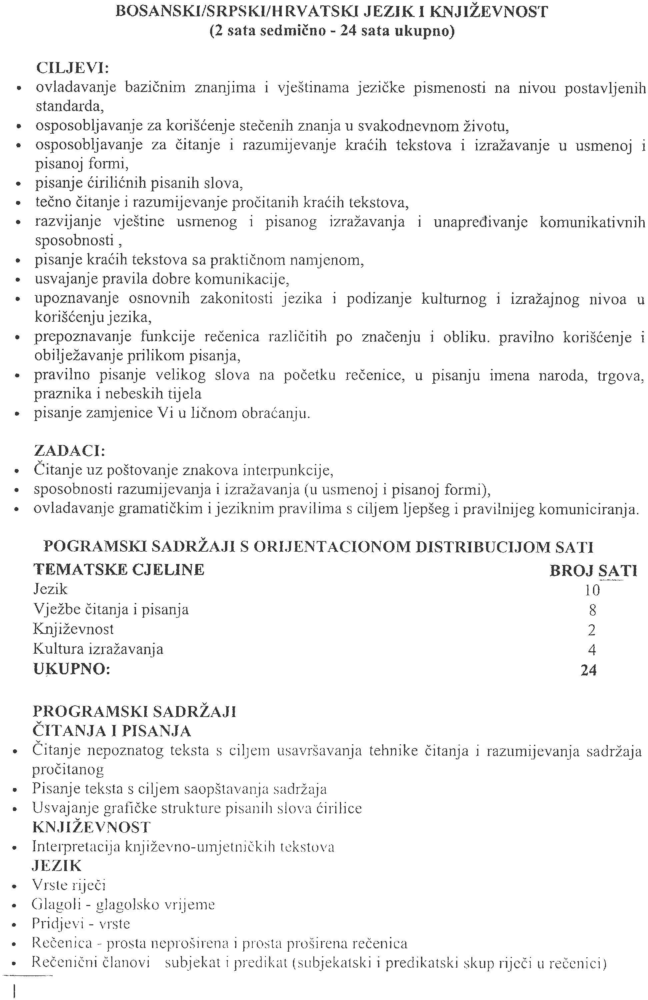 BOSANSKI/SRPSKI/HRVATSKI JEZIK I KNJIŽEVNOST
(2 sata sedmično - 24 sata ukupno)
CILJEVI:
• ovladavanje bazičnim znanjima i vještinama jezičke pismenosti na nivou postavljenih
standarda,
• osposobljavanje za korišćenje stečenih znanja u svakodnevnom životu,
• osposobljavanje za čitanje i razumijevanje kraćih tekstova i izražavanje u usmenoj i
pisanoj formi,
• pisanje ćirilićnih pisanih slova,
• tečno čitanje i razumijevanje pročitanih kraćih tekstova,
• razvijanje vještine usmenog i pisanog izražavanja i unapređivanje komunikativnih
sposobnosti ,
• pisanje kraćih tekstova sa praktičnom namjenom,
• usvajanje pravila dobre komunikacije,
• upoznavanje osnovnih zakonitosti jezika i podizanje kulturnog i izražajnog nivoa u
korišćenju jezika,
• prepoznavanje funkcije rečenica različitih po značenju i obliku. pravilno korišćenje i
obilježavanje prilikom pisanja,
• pravilno pisanje velikog slova na početku rečenice, u pisanju imena naroda, trgova,
praznika i nebeskih tijela
• pisanje zamjenice Vi u ličnom obraćanju.
ZADACI:
• Čitanje uz poštovanje znakova interpunkcije,
• sposobnosti razumijevanja i izražavanja (u usmenoj i pisanoj formi),
• ovladavanje gramatičkim i jeziknim pravilima s ciljem ljepšeg i pravilnijeg komuniciranja.
POGRAMSKI SADRŽAJI S ORIJENTACIONOM DISTRIBUCIJOM SATI
TEMATSKE CJELINE BROJ SATI
Jezik 10
Vježbe čitanja i pisanja 8
Književnost 2
Kultura izražavanja 4
UKUPNO: 24
PROGRAMSKI SADRŽAJI
ČITANJA I PISANJA
• Čitanje nepoznatog teksta s ciljem usavršavanja tehnike čitanja i razumijevanja sadržaja
pročitanog
• Pisanje teksta s ciljem saopštavanja sadržaja
• Usvajanje grafičke strukture pisanih slova ćirilice
KNJIŽEVNOST
• Interpretacija književno-umjetničkih tekstova
JEZIK
• Vrste riječi
• Glagoli - glagolsko vrijeme
• Pridjevi - vrste
• Rečenica - prosta neproširena i prosta proširena rečenica
• Rečenični članovi subjekat i predikat (subjekatski i predikatski skup riječi u rečenici)